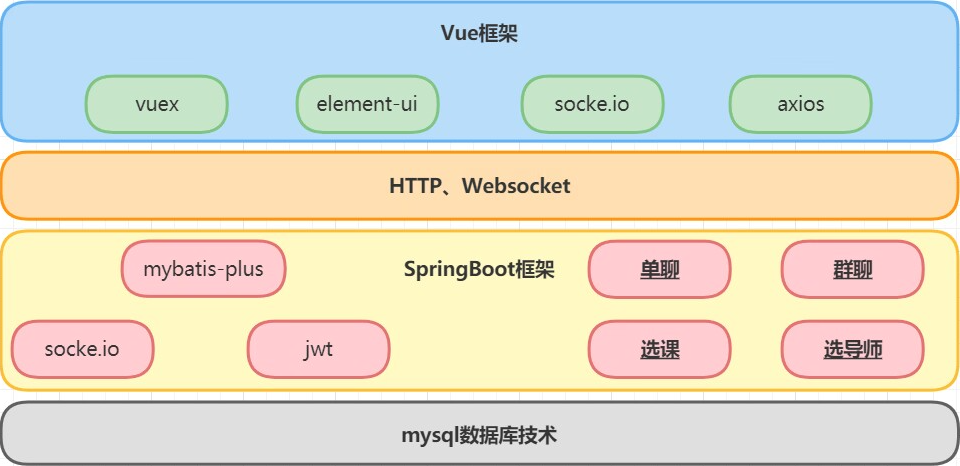 Vue框架
vuex
element-ui
socke.io
axios
HTTP、Websocket
mybatis-plus
SpringBoot框架
单聊
群聊
socke.io
jwt
选课
选导师
mysql数据库技术